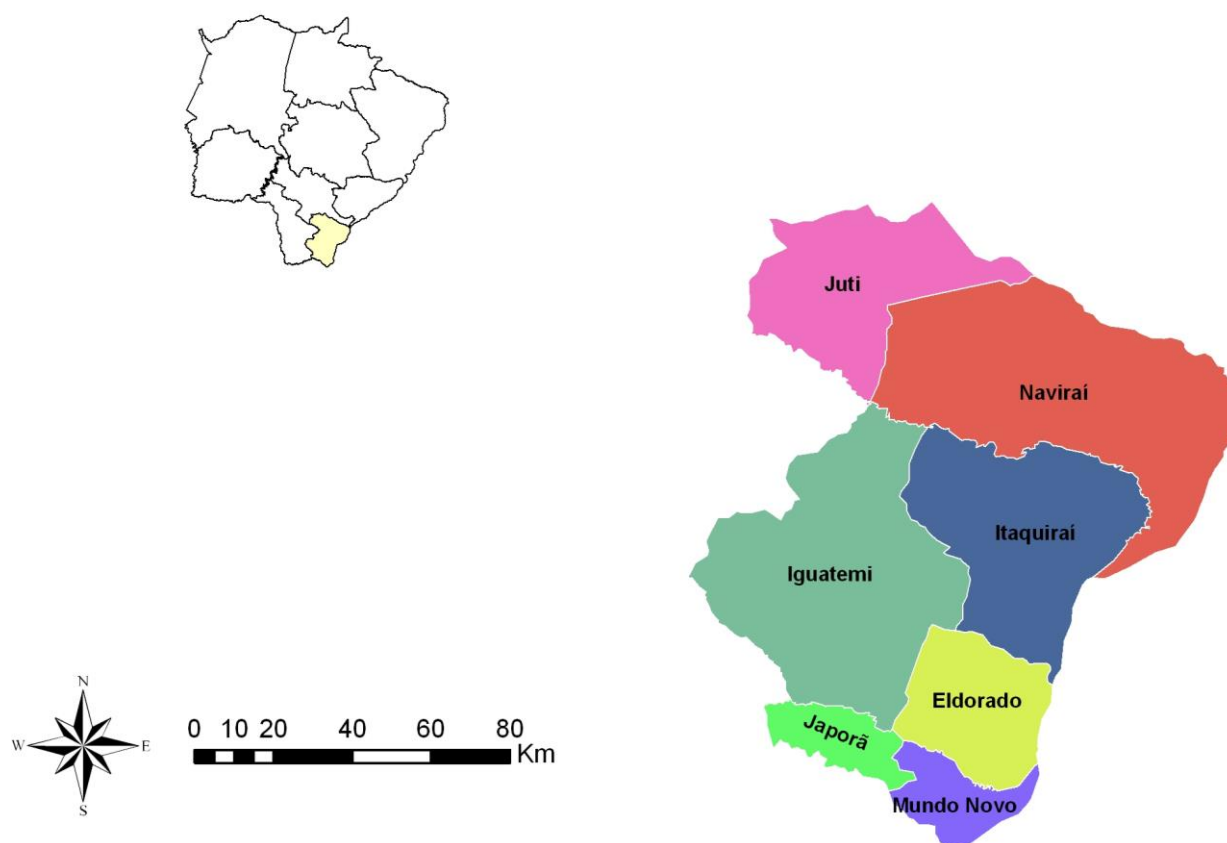 Juti
Naviraí
Itaquiraí
Iguatemi
Eldorado
Japorã
Mundo Novo
N
W E
S
0 10 20 40 60 80
Km